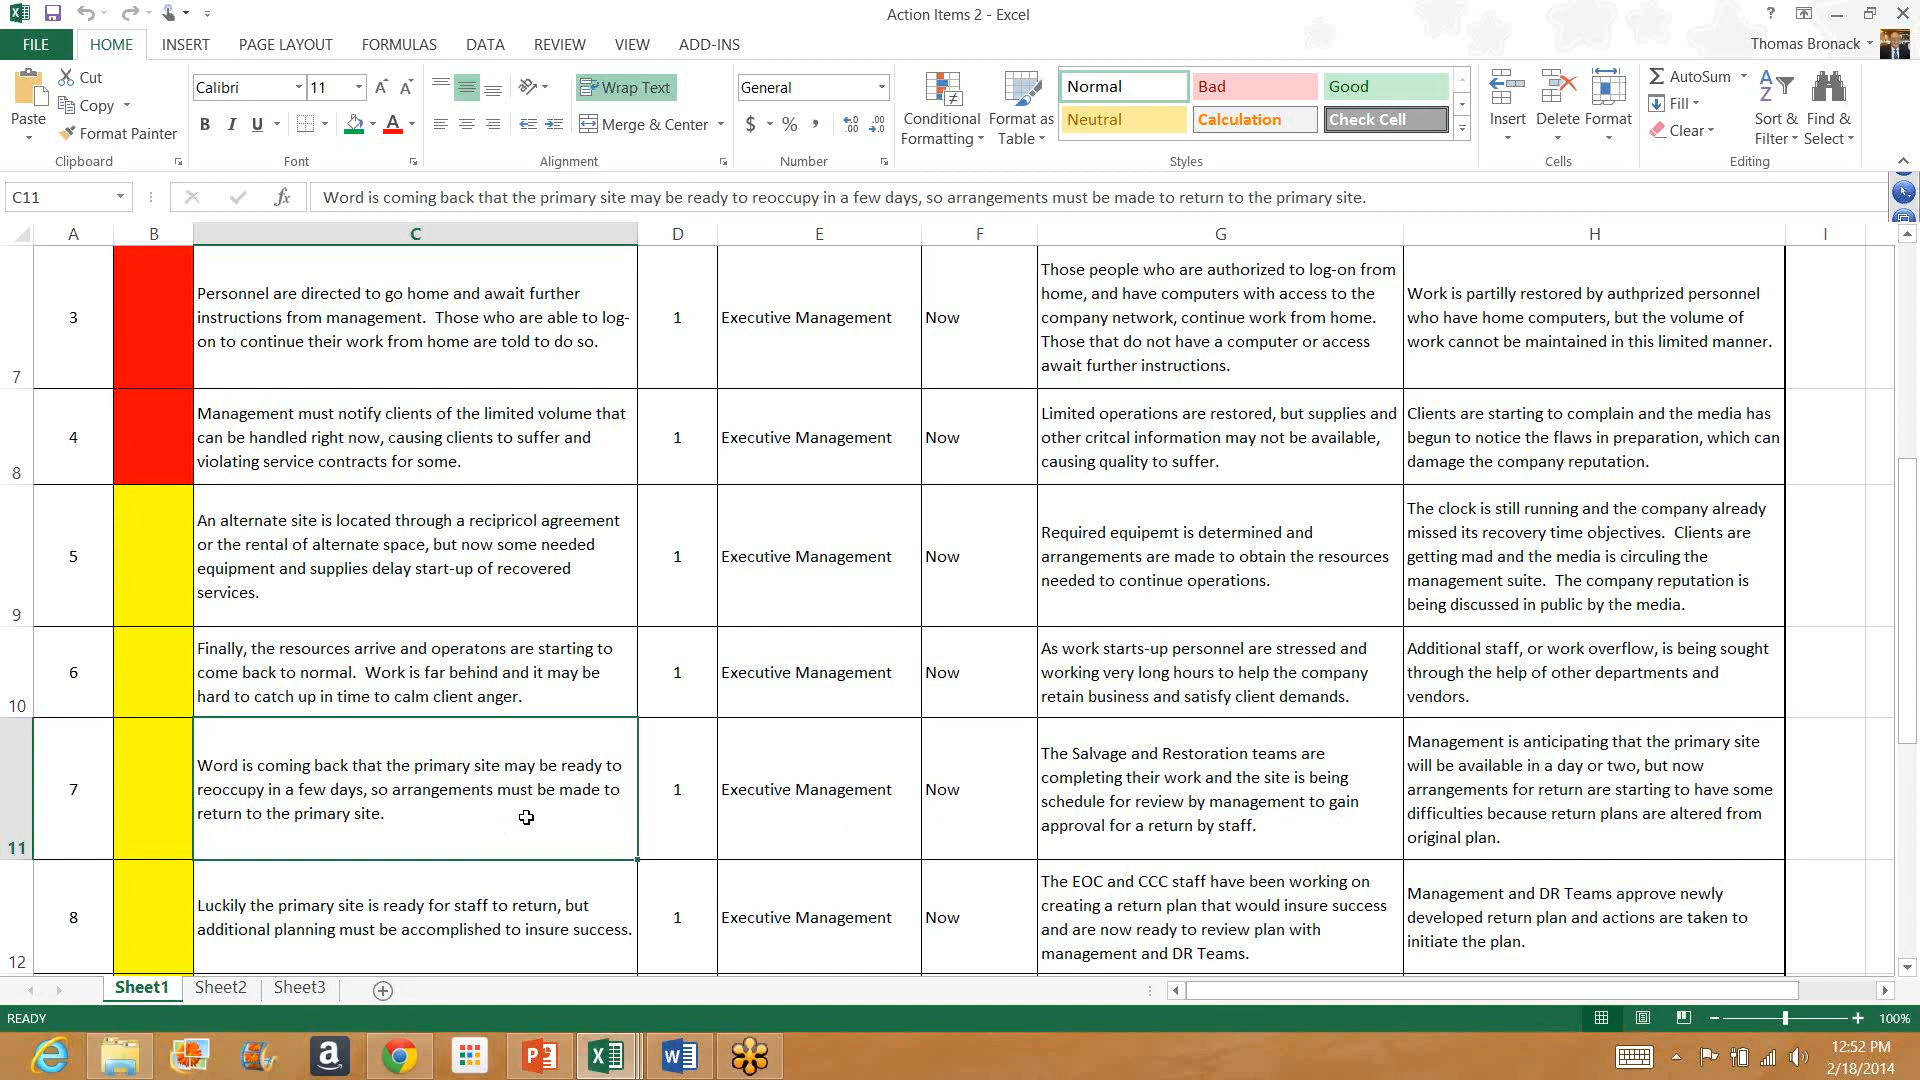 Action Items 2 - Excel
FILE HOME INSERT PAGE LAYOUT FORMULAS DATA REVIEW VIEW ADD-INS
Thomas Bronack
Paste
Cut
Copy
Format Painter
Clipboard
Calibri 11
B I U
Font
Wrap Text
Merge & Center
Alignment
General
$ % ,
Number
Conditional Formatting
Format as Table
Normal Bad Good
Neutral Calculation Check Cell
Styles
Insert Delete Format
Cells
AutoSum
Fill
Clear
Sort & Filter
Find & Select
Editing
C11
fx
Word is coming back that the primary site may be ready to reoccupy in a few days, so arrangements must be made to return to the primary site.
A B C D E F G H I
7
3
Personnel are directed to go home and await further
instructions from management.  Those who are able to log-
on to continue their work from home are told to do so.
1
Executive Management
Now
Those people who are authorized to log-on from
home, and have computers with access to the
company network, continue work from home.
Those that do not have a computer or access
await further instructions.
Work is partilly restored by authprized personnel
who have home computers, but the volume of
work cannot be maintained in this limited manner.
8
4
Management must notify clients of the limited volume that
can be handled right now, causing clients to suffer and
violating service contracts for some.
1
Executive Management
Now
Limited operations are restored, but supplies and
other critcal information may not be available,
causing quality to suffer.
Clients are starting to complain and the media has
begun to notice the flaws in preparation, which can
damage the company reputation.
9
5
An alternate site is located through a recipricol agreement
or the rental of alternate space, but now some needed
equipment and supplies delay start-up of recovered
services.
1
Executive Management
Now
Required equipemt is determined and
arrangements are made to obtain the resources
needed to continue operations.
The clock is still running and the company already
missed its recovery time objectives.  Clients are
getting mad and the media is circuling the
management suite.  The company reputation is
being discussed in public by the media.
10
6
Finally, the resources arrive and operatons are starting to
come back to normal.  Work is far behind and it may be
hard to catch up in time to calm client anger.
1
Executive Management
Now
As work starts-up personnel are stressed and
working very long hours to help the company
retain business and satisfy client demands.
Additional staff, or work overflow, is being sought
through the help of other departments and
vendors.
11
7
Word is coming back that the primary site may be ready to
reoccupy in a few days, so arrangements must be made to
return to the primary site.
1
Executive Management
Now
The Salvage and Restoration teams are
completing their work and the site is being
schedule for review by management to gain
approval for a return by staff.
Management is anticipating that the primary site
will be available in a day or two, but now
arrangements for return are starting to have some
difficulties because return plans are altered from
original plan.
12
8
Luckily the primary site is ready for staff to return, but
additional planning must be accomplished to insure success.
1
Executive Management
Now
The EOC and CCC staff have been working on
creating a return plan that would insure success
and are now ready to review plan with
management and DR Teams.
Management and DR Teams approve newly
developed return plan and actions are taken to
initiate the plan.
Sheet1 Sheet2 Sheet3
READY
100%
12:52 PM
2/18/2014